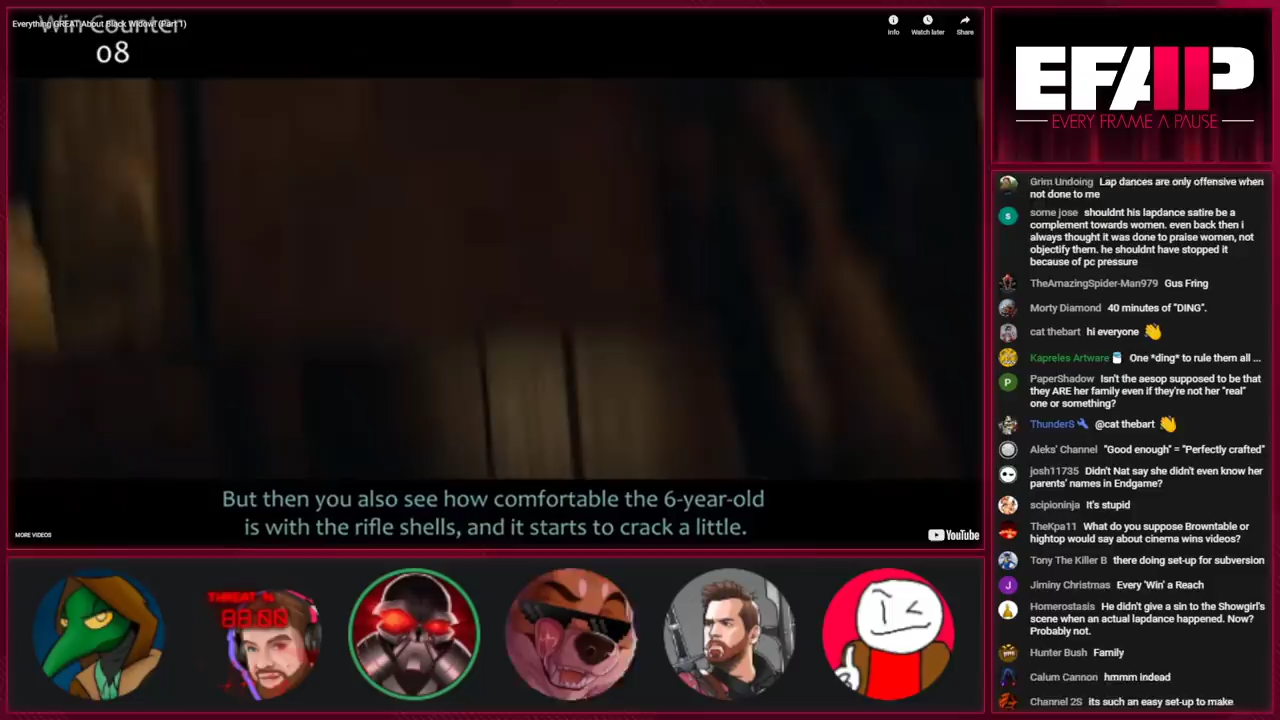 Everything GREAT About Black Widow! (Part 1)
Win Counter
08
Info
Watch later
Share
But then you also see how comfortable the 6-year-old
is with the rifle shells, and it starts to crack a little.
MORE VIDEOS
YouTube
THREAT
88:00
EFAP
EVERY FRAME A PAUSE
Grim Undoing Lap dances are only offensive when
not done to me
S
some jose shouldnt his lapdance satire be a
complement towards women. even back then i
always thought it was done to praise women, not
objectify them. he shouldnt have stopped it
because of pc pressure
TheAmazingSpider-Man979 Gus Fring
Morty Diamond 40 minutes of "DING".
cat thebart hi everyone 👋
Kapreles Artware One *ding* to rule them all ...
P
PaperShadow Isn't the aesop supposed to be that
they ARE her family even if they're not her "real"
one or something?
ThunderS @cat thebart 👋
Aleks' Channel "Good enough" = "Perfectly crafted"
josh11735 Didn't Nat say she didn't even know her
parents' names in Endgame?
scipioninja It's stupid
TheKpa11 What do you suppose Browntable or
hightop would say about cinema wins videos?
Tony The Killer B there doing set-up for subversion
J
Jiminy Christmas Every 'Win' a Reach
Homerostasis He didn't give a sin to the Showgirl's
scene when an actual lapdance happened. Now?
Probably not.
Hunter Bush Family
Calum Cannon hmmm indeed
Channel 2S its such an easy set-up to make